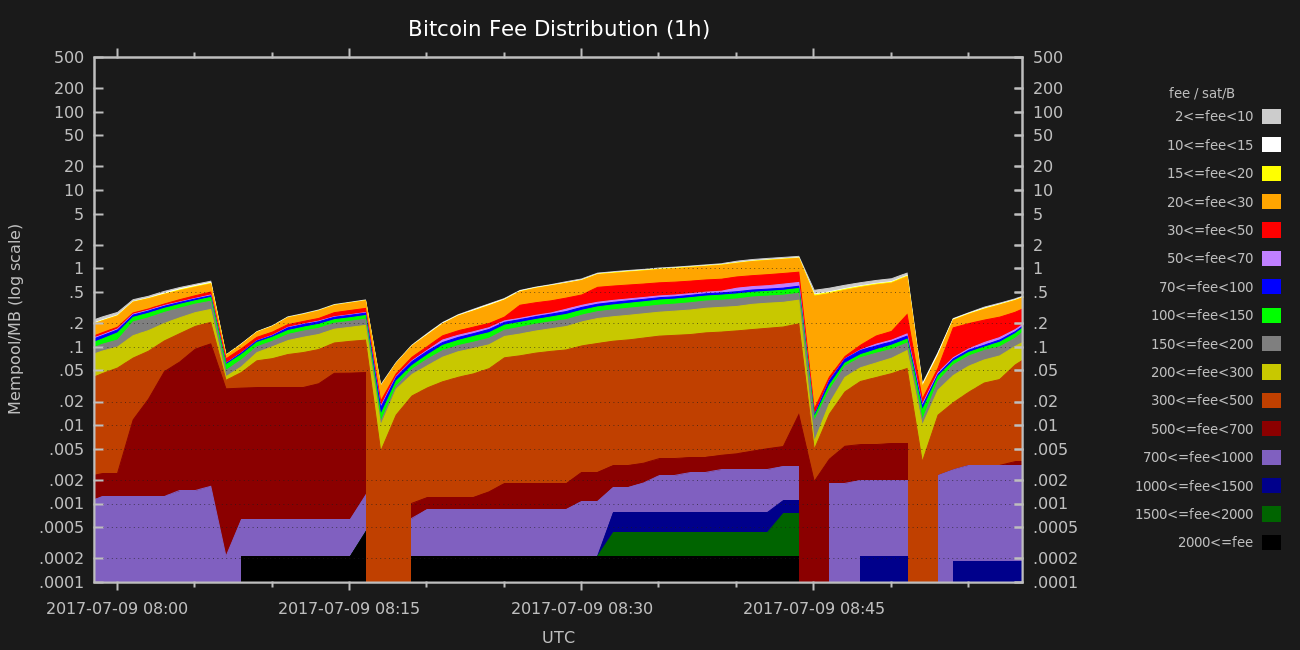 Bitcoin Fee Distribution (1h)
500
200
100
50
20
10
5
2
1
.5
.2
.1
.05
.02
.01
.005
.002
.001
.0005
.0002
.0001
Mempool/MB (log scale)
500
200
100
50
20
10
5
2
1
.5
.2
.1
.05
.02
.01
.005
.002
.001
.0005
.0002
.0001
2017-07-09 08:00
2017-07-09 08:15
2017-07-09 08:30
2017-07-09 08:45
UTC
fee / sat/B
2<=fee<10
10<=fee<15
15<=fee<20
20<=fee<30
30<=fee<50
50<=fee<70
70<=fee<100
100<=fee<150
150<=fee<200
200<=fee<300
300<=fee<500
500<=fee<700
700<=fee<1000
1000<=fee<1500
1500<=fee<2000
2000<=fee